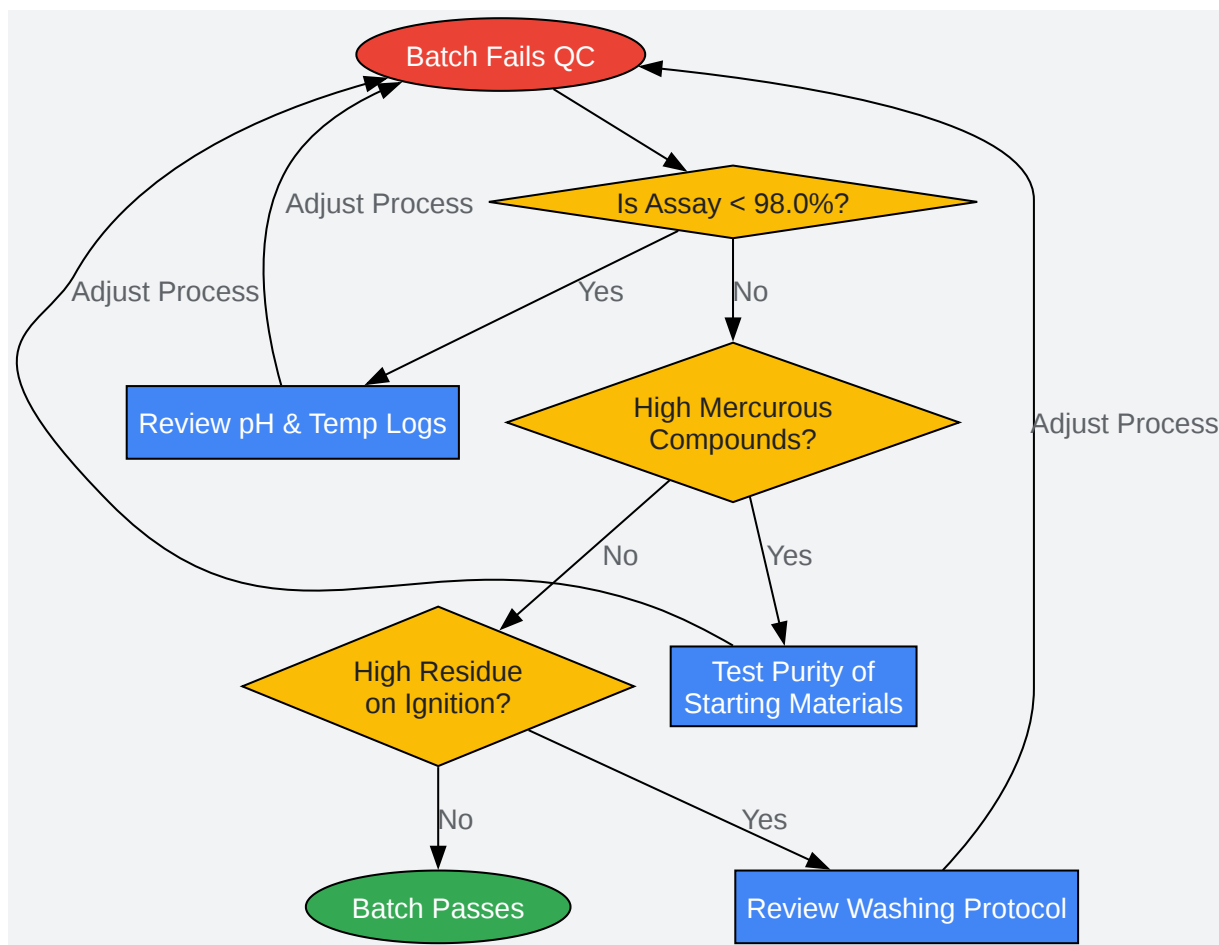 Batch Fails QC
Is Assay < 98.0%?
Adjust Process
Adjust Process
Yes
No
Review pH & Temp Logs
High Mercurous
Compounds?
Adjust Process
No
Yes
High Residue
on Ignition?
Test Purity of
Starting Materials
No
Yes
Batch Passes
Review Washing Protocol